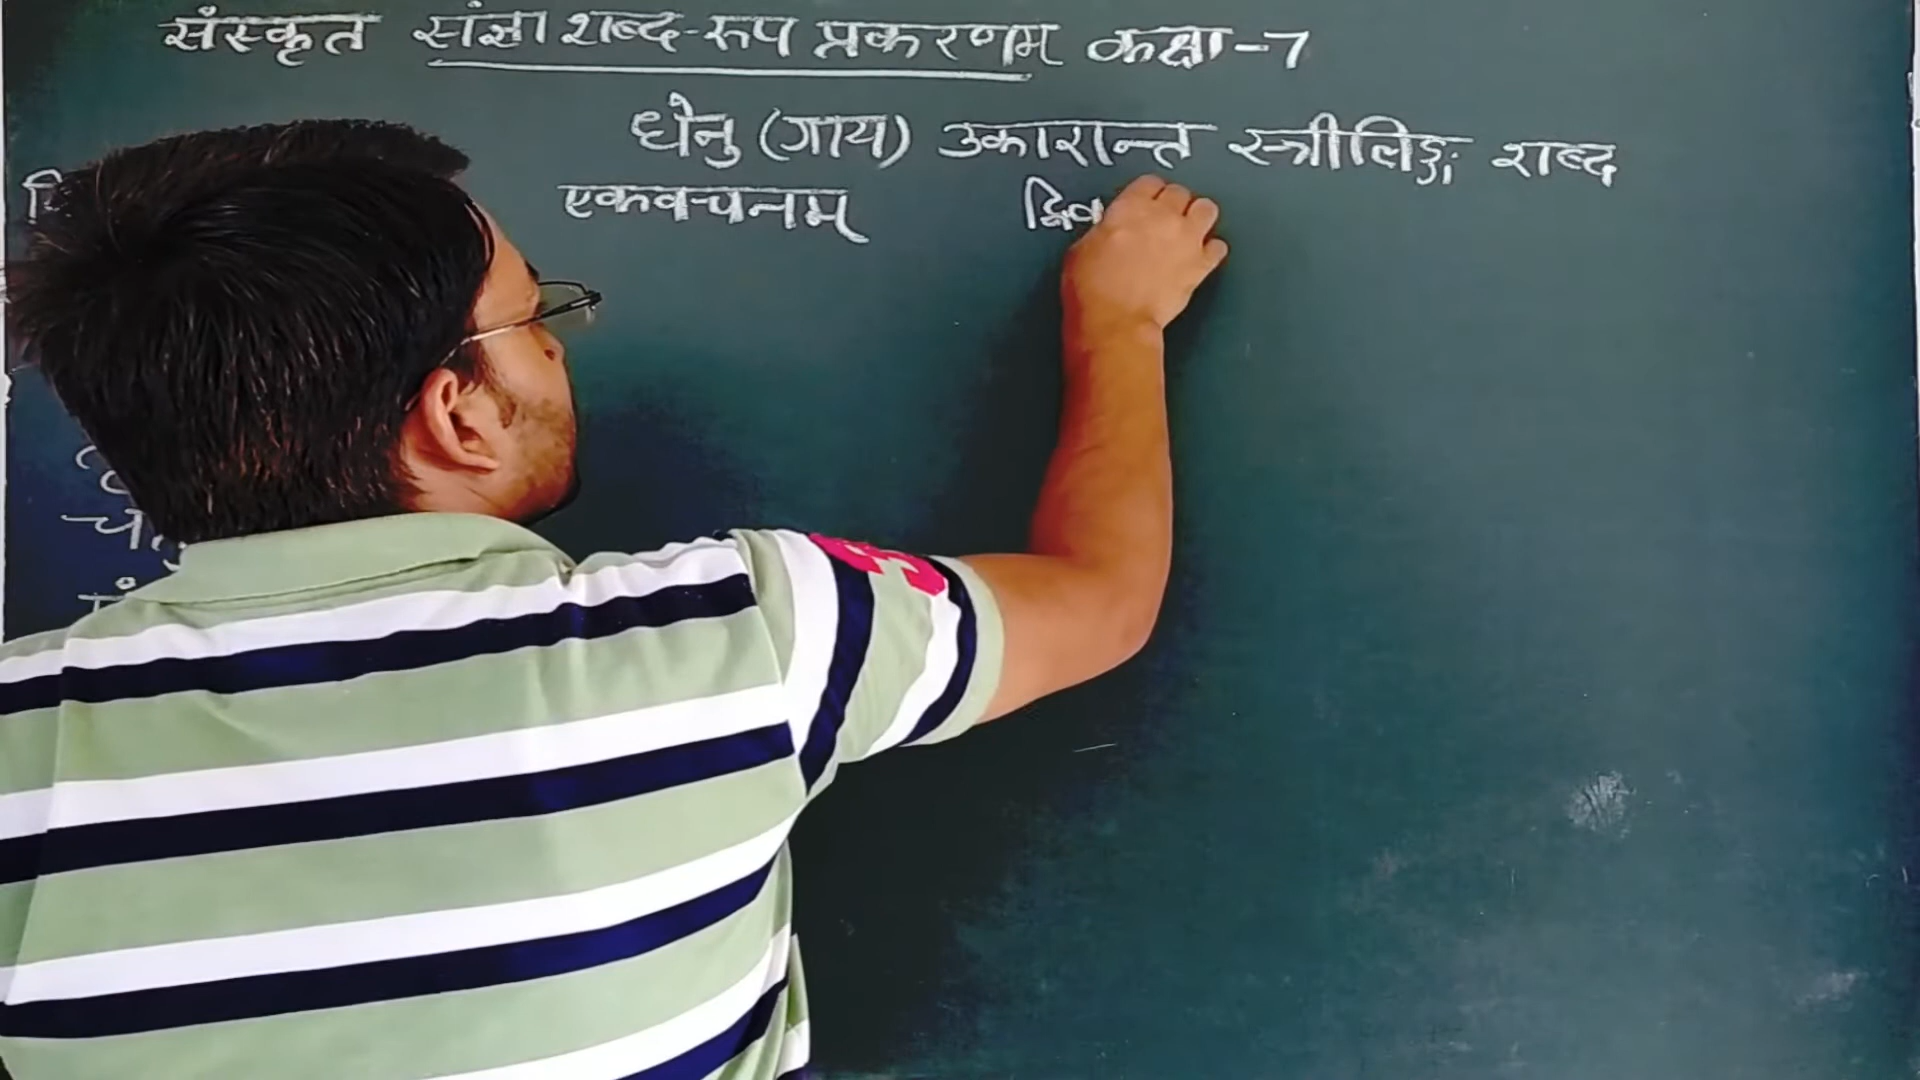 संस्कृत संज्ञा शब्द-रुप प्रकरणम कक्षा-7
धेनु (गाय) उकारान्त स्त्रीलिङ्ग शब्द
एकवचनम् द्विव